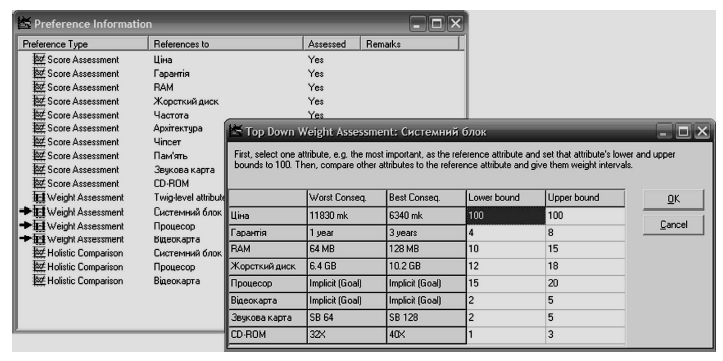 Preference Information
Preference Type References to Assessed Remarks
Score Assessment Ціна Yes
Score Assessment Гарантія Yes
Score Assessment RAM Yes
Score Assessment Жорсткий диск Yes
Score Assessment Частота Yes
Score Assessment Архітектура
Score Assessment Чіпсет
Score Assessment Пам'ять
Score Assessment Звукова карта
Score Assessment CD-ROM
Weight Assessment Twig-level attribute
Weight Assessment Системний блок
Weight Assessment Процесор
Weight Assessment Відеокарта
Holistic Comparison Системний блок
Holistic Comparison Процесор
Holistic Comparison Відеокарта
Top Down Weight Assessment: Системний блок
First, select one attribute, e.g. the most important, as the reference attribute and set that attribute's lower and upper
bounds to 100. Then, compare other attributes to the reference attribute and give them weight intervals.
Worst Conseq. Best Conseq. Lower bound Upper bound
Ціна 11830 mk 6340 mk 100 100
Гарантія 1 year 3 years 4 8
RAM 64 MB 128 MB 10 15
Жорсткий диск 6.4 GB 10.2 GB 12 18
Процесор Implicit (Goal) Implicit (Goal) 15 20
Відеокарта Implicit (Goal) Implicit (Goal) 2 5
Звукова карта SB 64 SB 128 2 5
CD-ROM 32X 40X 1 3
OK
Cancel